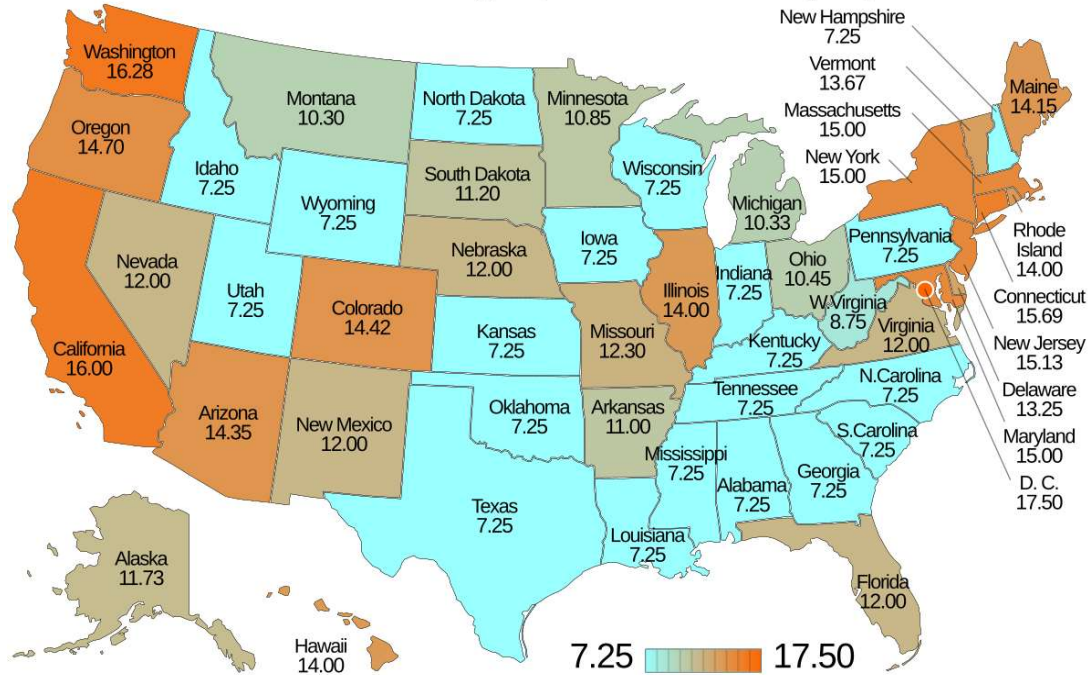 New Hampshire
7.25
Vermont
13.67
Massachusetts
15.00
New York
15.00
Maine
14.15
Washington
16.28
Oregon
14.70
Idaho
7.25
Montana
10.30
North Dakota
7.25
Minnesota
10.85
Wisconsin
7.25
South Dakota
11.20
Wyoming
7.25
Michigan
10.33
Nebraska
12.00
Iowa
7.25
Nevada
12.00
Utah
7.25
Colorado
14.42
California
16.00
Kansas
7.25
Missouri
12.30
Illinois
14.00
Indiana
7.25
Ohio
10.45
Pennsylvania
7.25
W.Virginia
8.75
Virginia
12.00
Kentucky
7.25
Tennessee
7.25
N.Carolina
7.25
S.Carolina
7.25
Arizona
14.35
New Mexico
12.00
Oklahoma
7.25
Arkansas
11.00
Texas
7.25
Louisiana
7.25
Mississippi
7.25
Alabama
7.25
Georgia
7.25
Florida
12.00
Rhode
Island
14.00
Connecticut
15.69
New Jersey
15.13
Delaware
13.25
Maryland
15.00
D. C.
17.50
Alaska
11.73
Hawaii
14.00
7.25 17.50